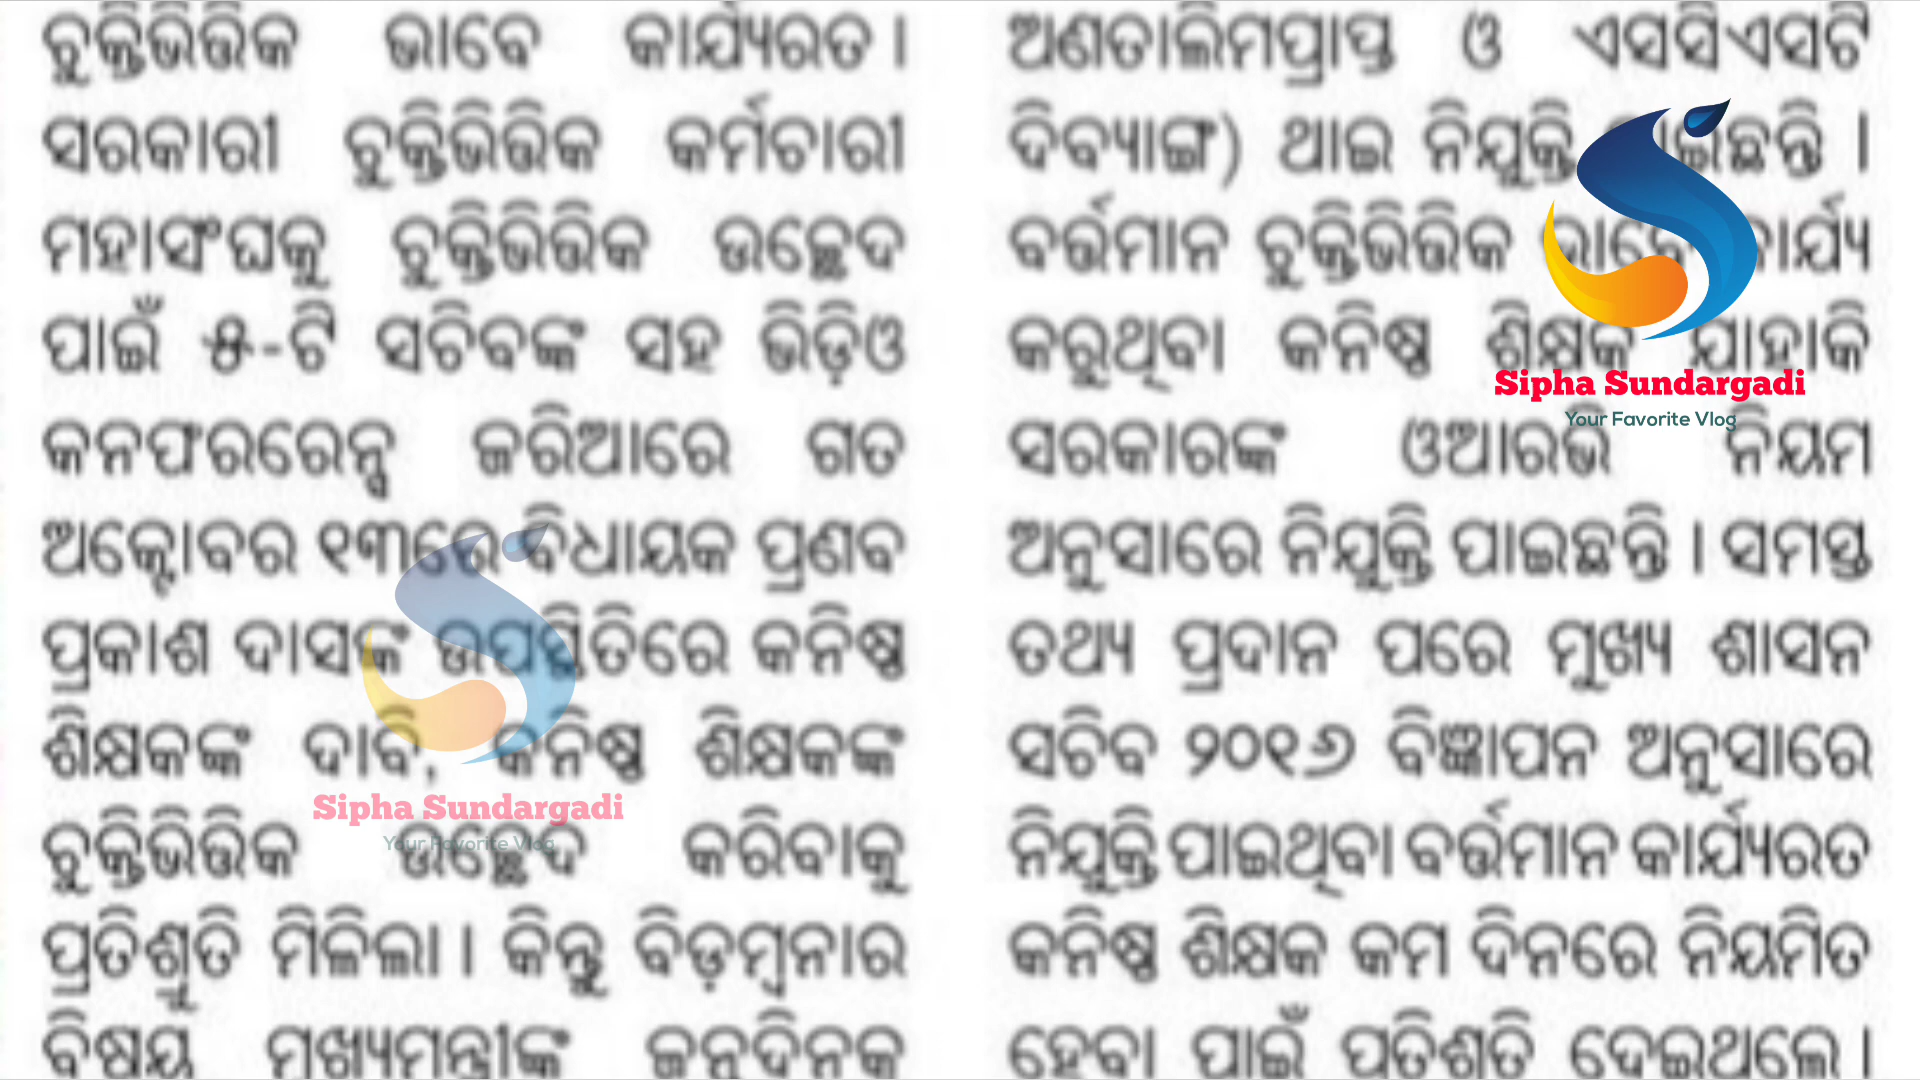 ଚୁକ୍ତିଭିତ୍ତିକ ଭାବେ କାର୍ଯ୍ୟରତ ।
ସରକାରୀ ଚୁକ୍ତିଭିତ୍ତିକ କର୍ମଚାରୀ
ମହାସଂଘକୁ ଚୁକ୍ତିଭିତ୍ତିକ ଉଚ୍ଛେଦ
ପାଇଁ ୫-ଟି ସଚିବଙ୍କ ସହ ଭିଡ଼ିଓ
କନଫରରେନ୍ସ ଜରିଆରେ ଗତ
ଅକ୍ଟୋବର ୧୩ରେ ବିଧାୟକ ପ୍ରଣବ
ପ୍ରକାଶ ଦାସଙ୍କ ଉପସ୍ଥିତିରେ କନିଷ୍ଠ
ଶିକ୍ଷକଙ୍କ ଦାବି, କନିଷ୍ଠ ଶିକ୍ଷକଙ୍କ
ଚୁକ୍ତିଭିତ୍ତିକ ଉଚ୍ଛେଦ କରିବାକୁ
ପ୍ରତିଶ୍ରୁତି ମିଳିଲା । କିନ୍ତୁ ବିଡ଼ମ୍ବନାର
ବିଷୟ ମୁଖ୍ୟମନ୍ତ୍ରୀଙ୍କ ଜନ୍ମଦିନକ
ଅଣତାଲିମପ୍ରାପ୍ତ ଓ ଏସସିଏସଟି
ଦିବ୍ୟାଙ୍ଗ) ଥାଇ ନିଯୁକ୍ତି ପାଇଛନ୍ତି ।
ବର୍ତ୍ତମାନ ଚୁକ୍ତିଭିତ୍ତିକ ଭାବେ କାର୍ଯ୍ୟ
କରୁଥିବା କନିଷ୍ଠ ଶିକ୍ଷକ ଯାହାକି
ସରକାରଙ୍କ ଓଆରଭି ନିୟମ
ଅନୁସାରେ ନିଯୁକ୍ତି ପାଇଛନ୍ତି । ସମସ୍ତ
ତଥ୍ୟ ପ୍ରଦାନ ପରେ ମୁଖ୍ୟ ଶାସନ
ସଚିବ ୨୦୧୬ ବିଜ୍ଞାପନ ଅନୁସାରେ
ନିଯୁକ୍ତି ପାଇଥିବା ବର୍ତ୍ତମାନ କାର୍ଯ୍ୟରତ
କନିଷ୍ଠ ଶିକ୍ଷକ କମ ଦିନରେ ନିୟମିତ
ହେବା ପାଇଁ ପ୍ରତିଶ୍ରୁତି ଦେଇଥିଲେ ।
Sipha Sundargadi
Your Favorite Vlog
Sipha Sundargadi
Your Favorite Vlog